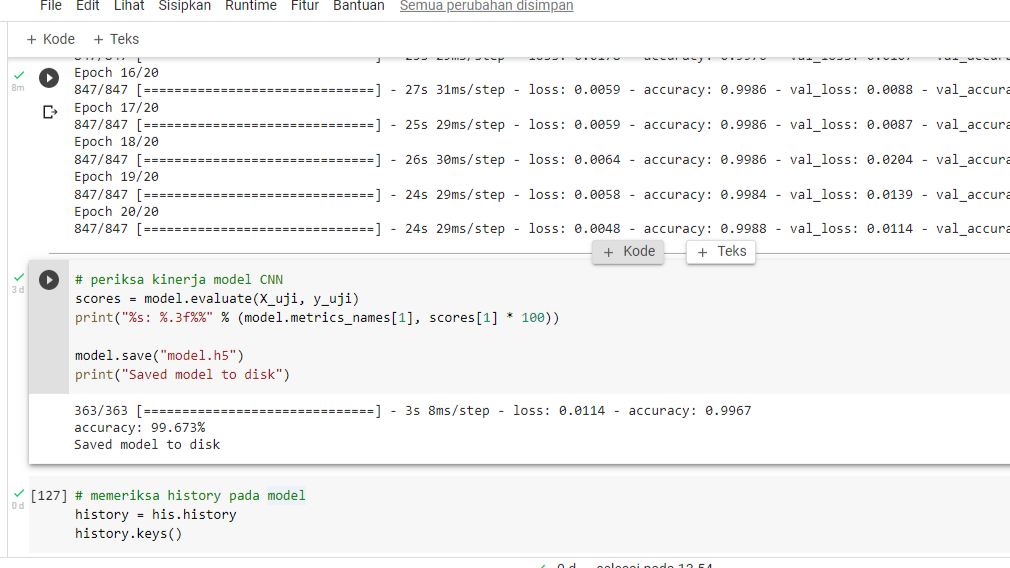 File Edit Lihat Sisipkan Runtime Fitur Bantuan Semua perubahan disimpan
+ Kode + Teks
Epoch 16/20
8m
847/847 [==============================] - 27s 31ms/step - loss: 0.0059 - accuracy: 0.9986 - val_loss: 0.0088 - val_accura
Epoch 17/20
847/847 [==============================] - 25s 29ms/step - loss: 0.0059 - accuracy: 0.9986 - val_loss: 0.0087 - val_accura
Epoch 18/20
847/847 [==============================] - 26s 30ms/step - loss: 0.0064 - accuracy: 0.9986 - val_loss: 0.0204 - val_accura
Epoch 19/20
847/847 [==============================] - 24s 29ms/step - loss: 0.0058 - accuracy: 0.9984 - val_loss: 0.0139 - val_accura
Epoch 20/20
847/847 [==============================] - 24s 29ms/step - loss: 0.0048 - accuracy: 0.9988 - val_loss: 0.0114 - val_accura
+ Kode + Teks
3 d
# periksa kinerja model CNN
scores = model.evaluate(X_uji, y_uji)
print("%s: %.3f%%" % (model.metrics_names[1], scores[1] * 100))
model.save("model.h5")
print("Saved model to disk")
363/363 [==============================] - 3s 8ms/step - loss: 0.0114 - accuracy: 0.9967
accuracy: 99.673%
Saved model to disk
[127] # memeriksa history pada model
0 d
history = his.history
history.keys()